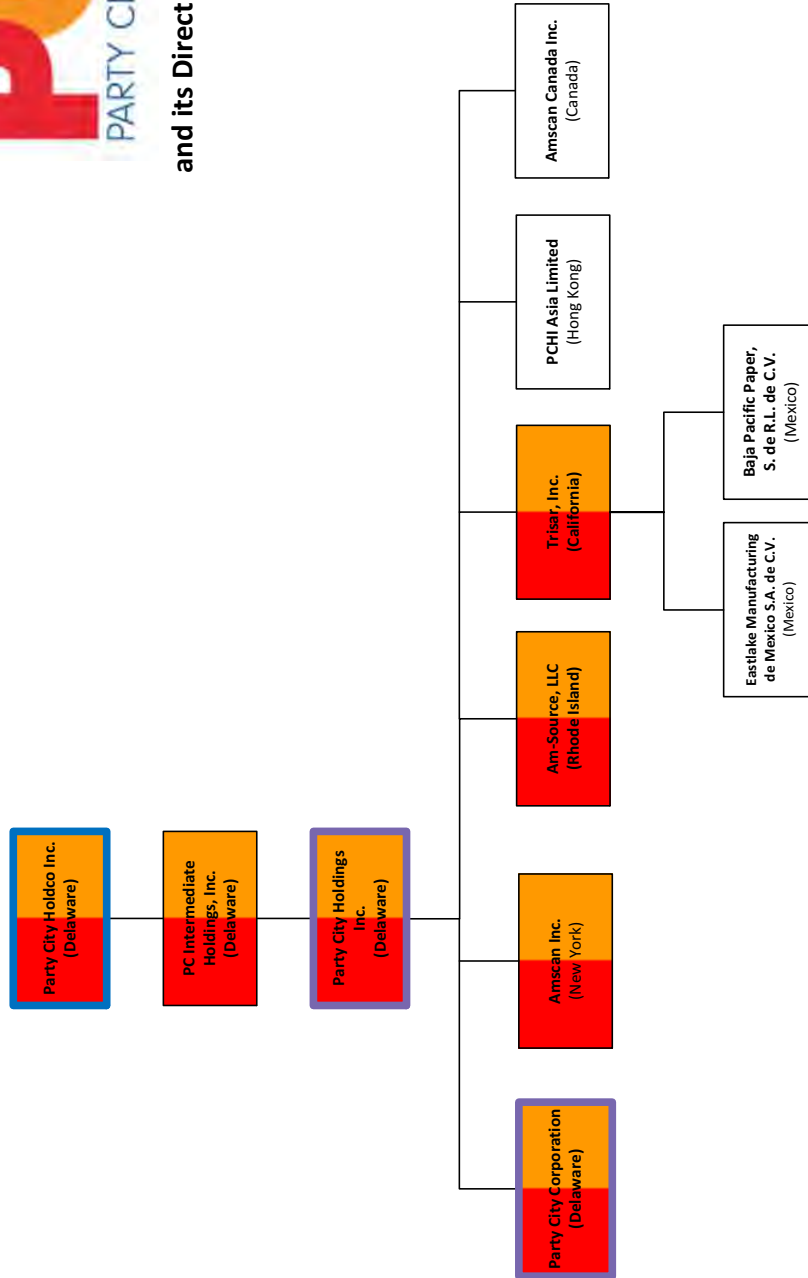 PARTY C
and its Direct
Party City Holdco Inc.
(Delaware)
PC Intermediate
Holdings, Inc.
(Delaware)
Party City Holdings
Inc.
(Delaware)
Party City Corporation
(Delaware)
Amscan Inc.
(New York)
Am-Source, LLC
(Rhode Island)
Trisar, Inc.
(California)
PCHI Asia Limited
(Hong Kong)
Amscan Canada Inc.
(Canada)
Eastlake Manufacturing
de Mexico S.A. de C.V.
(Mexico)
Baja Pacific Paper,
S. de R.L. de C.V.
(Mexico)